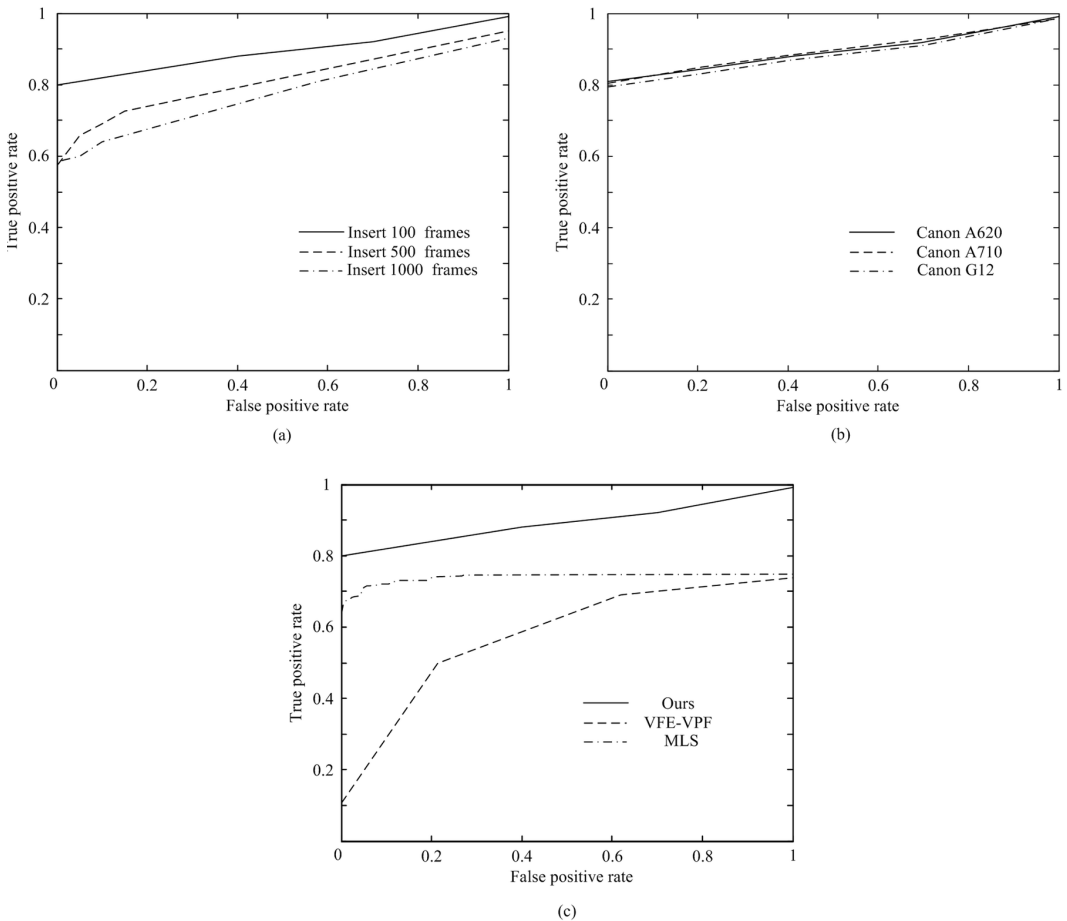 1
0.8
0.6
0.4
0.2
0
0.2
0.4
0.6
0.8
1
True positive rate
False positive rate
Insert 100 frames
Insert 500 frames
Insert 1000 frames
(a)
1
0.8
0.6
0.4
0.2
0
0.2
0.4
0.6
0.8
1
True positive rate
False positive rate
Canon A620
Canon A710
Canon G12
(b)
1
0.8
0.6
0.4
0.2
0
0.2
0.4
0.6
0.8
1
True positive rate
False positive rate
Ours
VFE-VPF
MLS
(c)